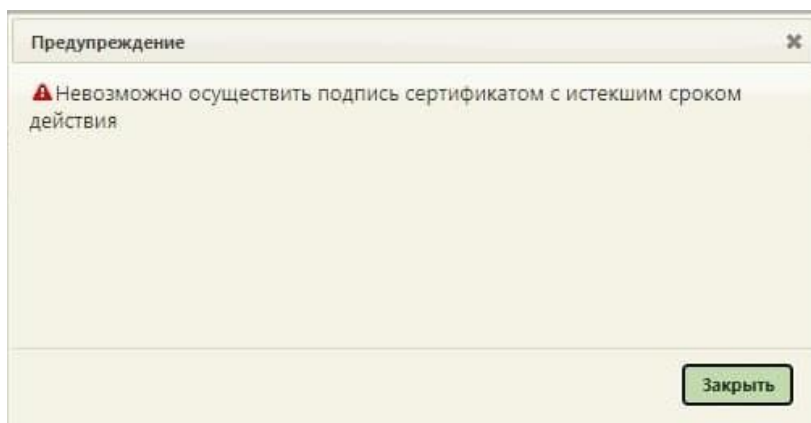 Предупреждение
Невозможно осуществить подпись сертификатом с истекшим сроком
действия
Закрыть